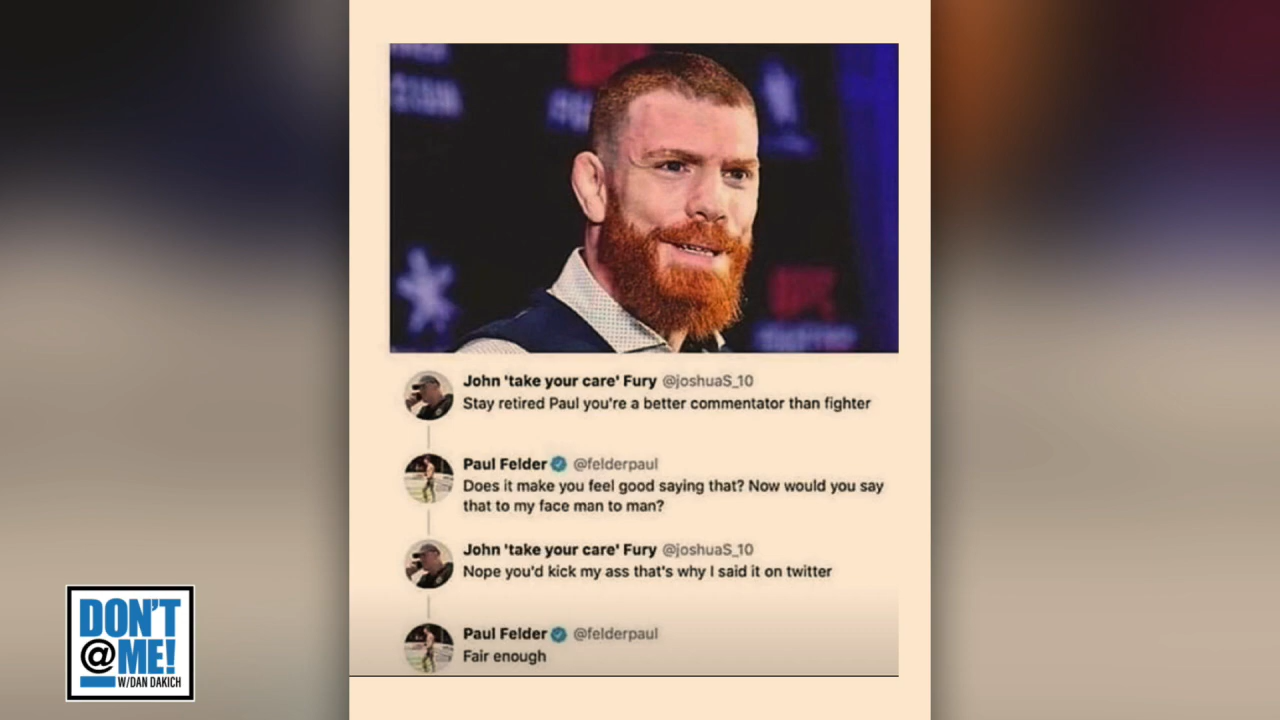 John 'take your care' Fury @joshuaS_10
Stay retired Paul you're a better commentator than fighter
Paul Felder @felderpaul
Does it make you feel good saying that? Now would you say
that to my face man to man?
John 'take your care' Fury @joshuaS_10
Nope you'd kick my ass that's why I said it on twitter
Paul Felder @felderpaul
Fair enough
DON'T
@ME!
W/DAN DAKICH